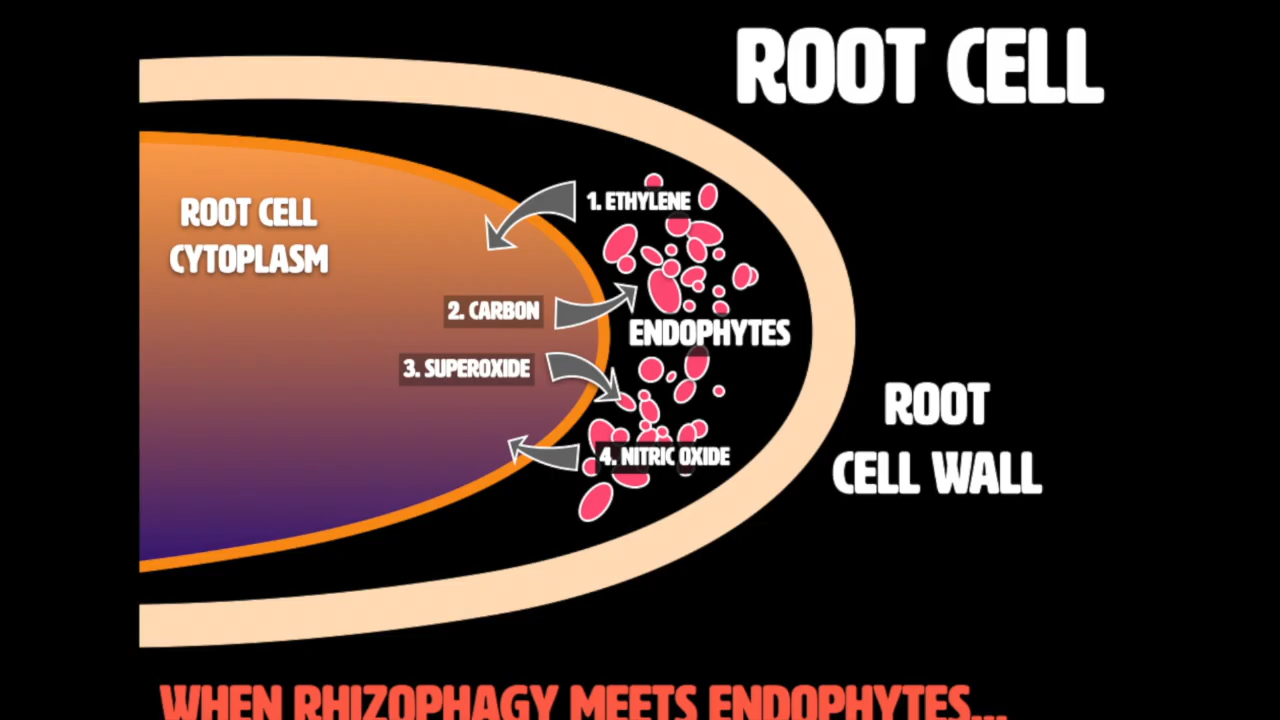 ROOT CELL
ROOT CELL
CYTOPLASM
1. ETHYLENE
2. CARBON
ENDOPHYTES
3. SUPEROXIDE
4. NITRIC OXIDE
ROOT
CELL WALL
WHEN RHIZOPHAGY MEETS ENDOPHYTES...